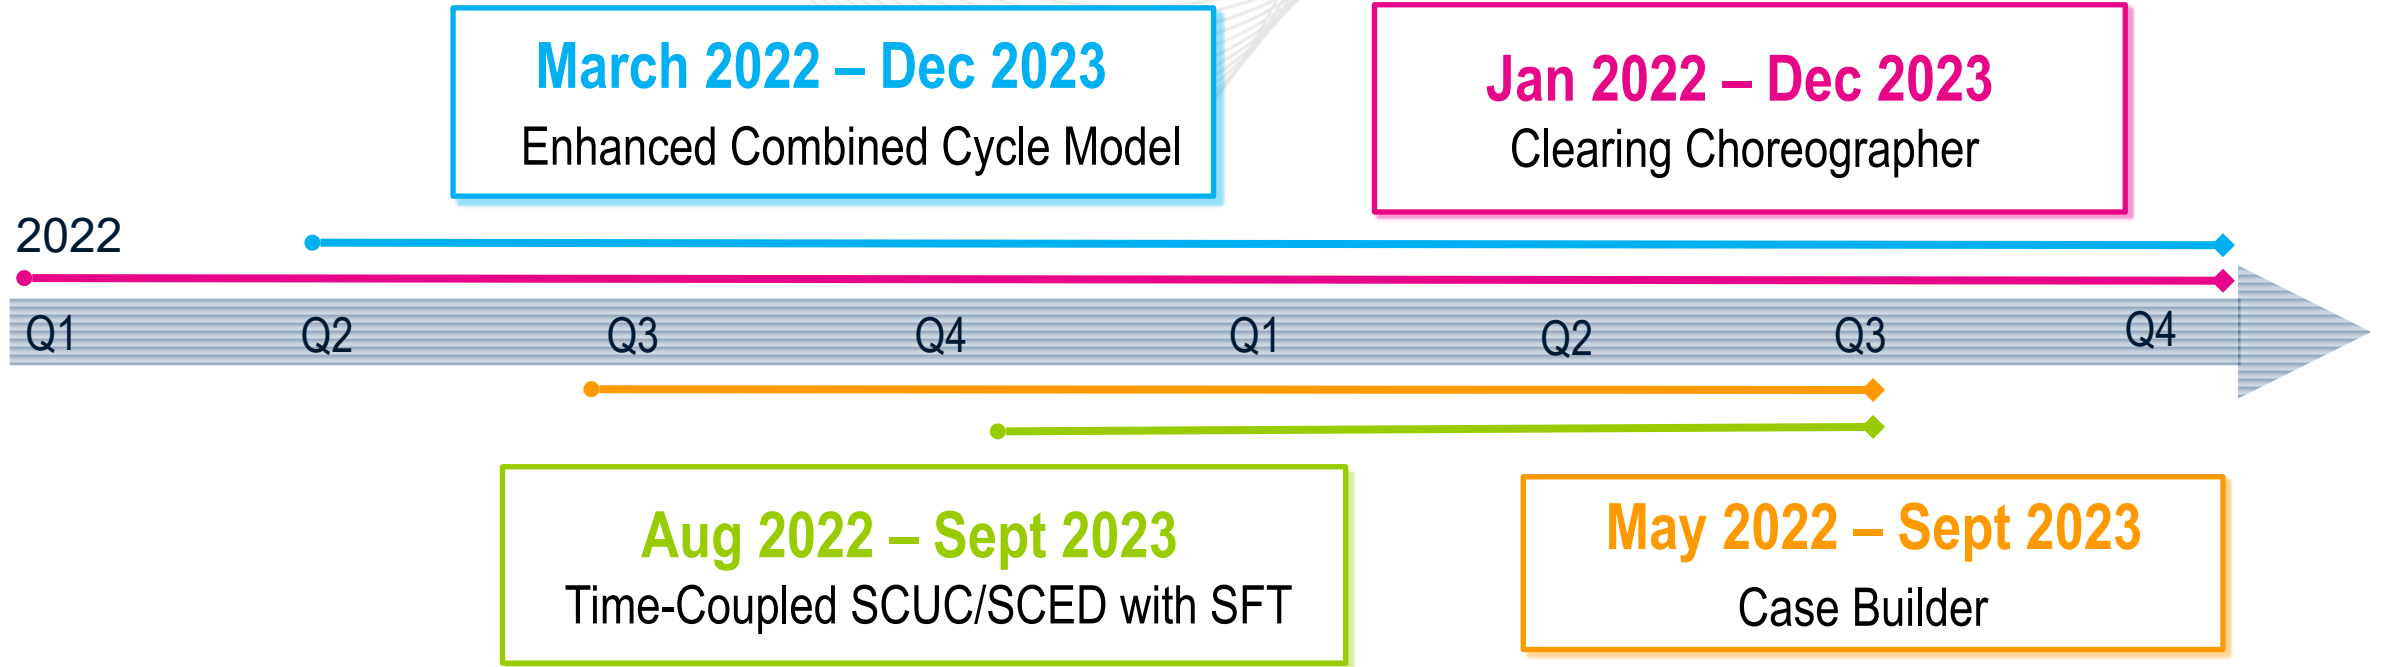 March 2022 – Dec 2023
Enhanced Combined Cycle Model
Jan 2022 – Dec 2023
Clearing Choreographer
2022
Q1 Q2 Q3 Q4 Q1 Q2 Q3 Q4
Aug 2022 – Sept 2023
Time-Coupled SCUC/SCED with SFT
May 2022 – Sept 2023
Case Builder